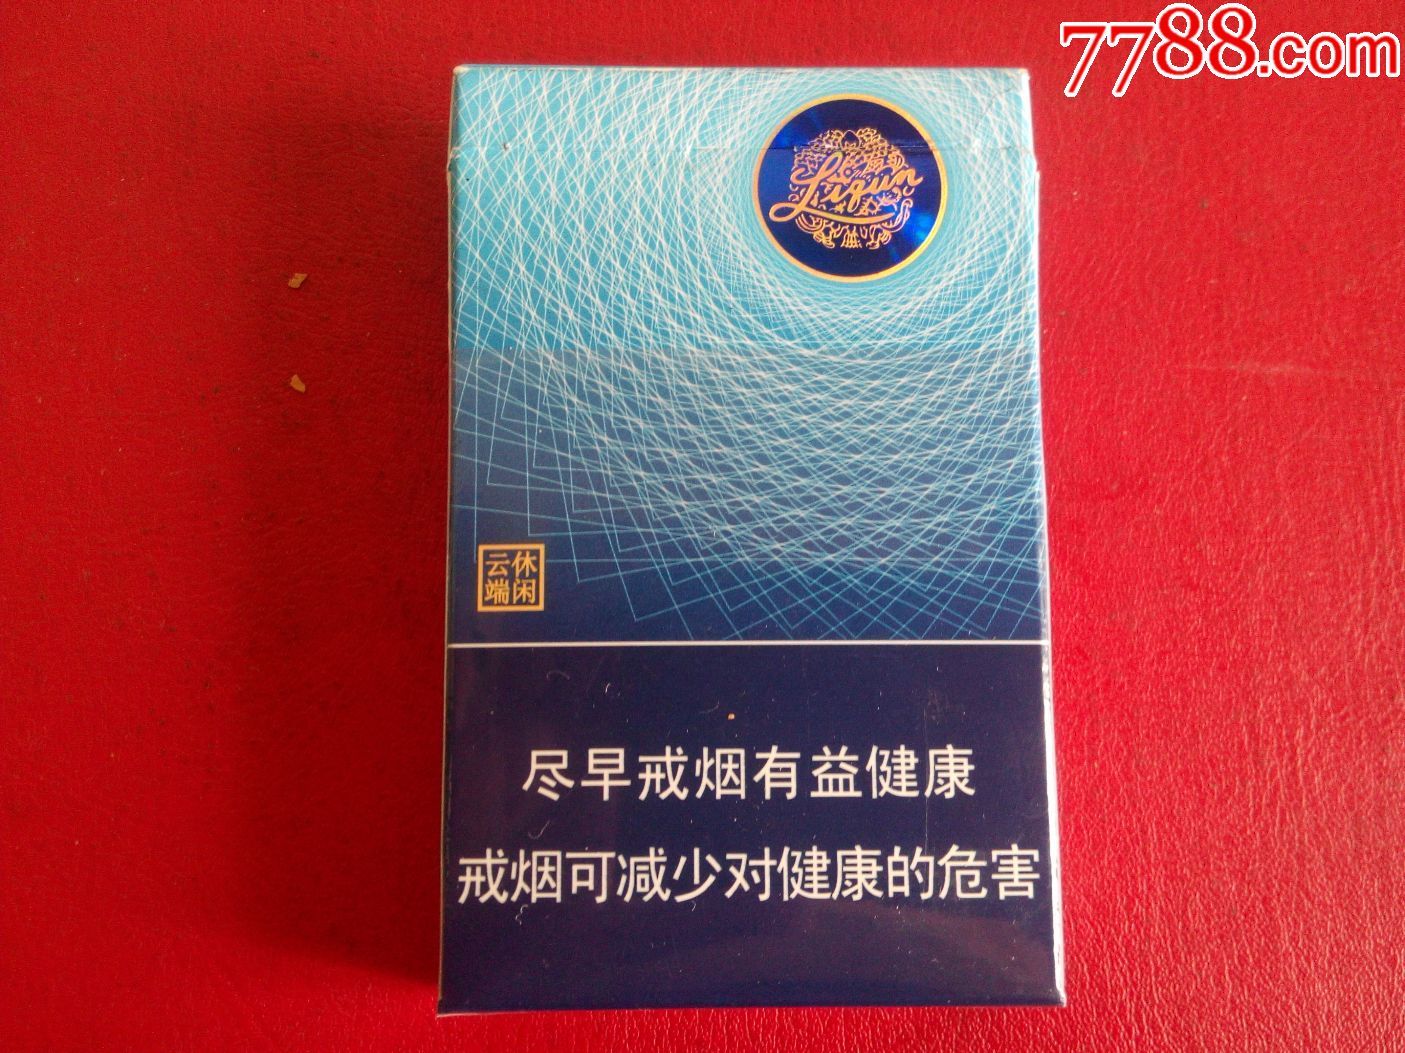 7788.com
Liqun
休闲
云端
尽早戒烟有益健康
戒烟可减少对健康的危害